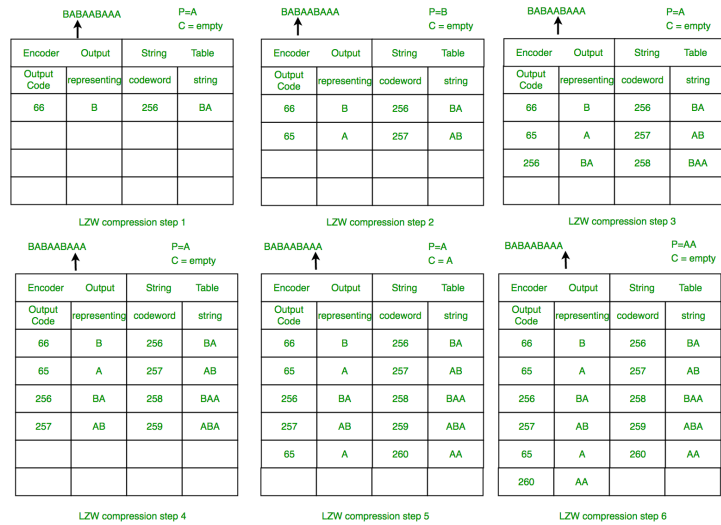 BABAABAAA P=A
C = empty
Encoder Output String Table
Output Code representing codeword string
66 B 256 BA
LZW compression step 1
BABAABAAA P=B
C = empty
Encoder Output String Table
Output Code representing codeword string
66 B 256 BA
65 A 257 AB
LZW compression step 2
BABAABAAA P=A
C = empty
Encoder Output String Table
Output Code representing codeword string
66 B 256 BA
65 A 257 AB
256 BA 258 BAA
LZW compression step 3
BABAABAAA P=A
C = empty
Encoder Output String Table
Output Code representing codeword string
66 B 256 BA
65 A 257 AB
256 BA 258 BAA
257 AB 259 ABA
LZW compression step 4
BABAABAAA P=A
C = A
Encoder Output String Table
Output Code representing codeword string
66 B 256 BA
65 A 257 AB
256 BA 258 BAA
257 AB 259 ABA
65 A 260 AA
LZW compression step 5
BABAABAAA P=AA
C = empty
Encoder Output String Table
Output Code representing codeword string
66 B 256 BA
65 A 257 AB
256 BA 258 BAA
257 AB 259 ABA
65 A 260 AA
260 AA
LZW compression step 6